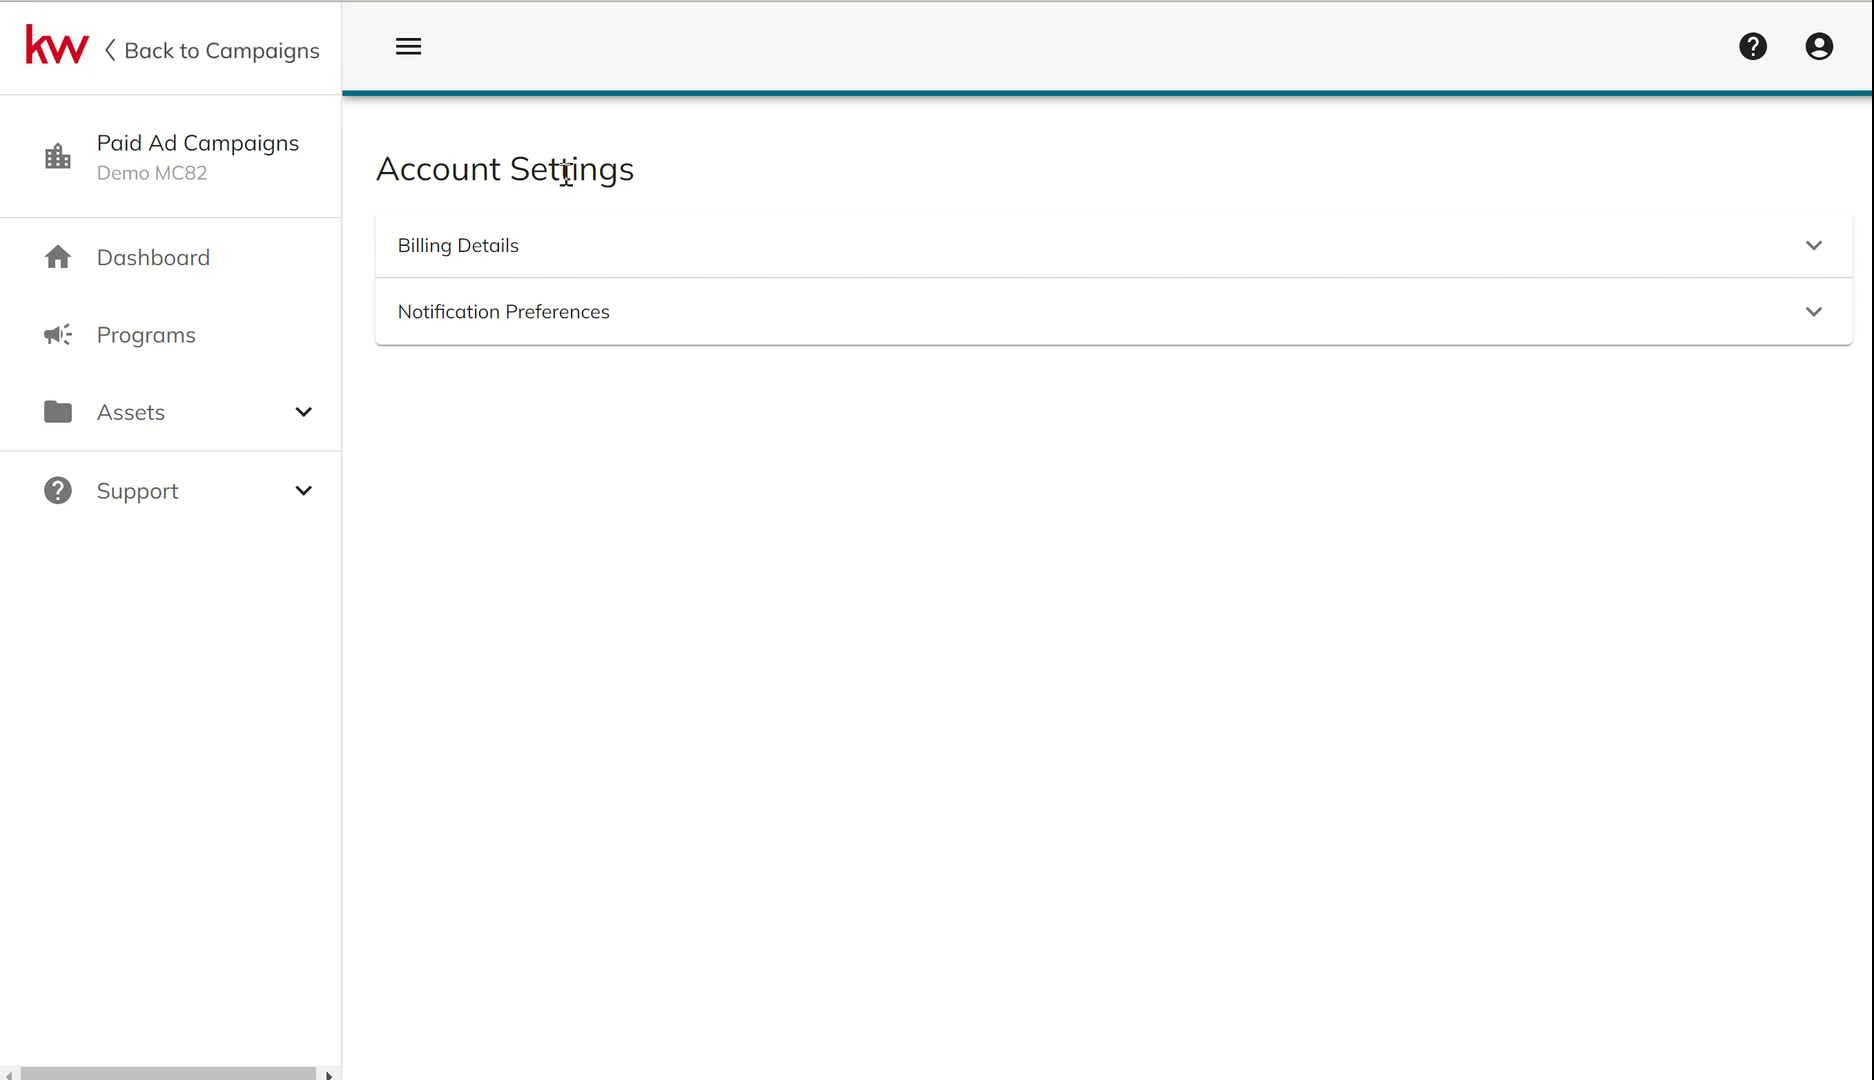 kw
Back to Campaigns
Paid Ad Campaigns
Demo MC82
Dashboard
Programs
Assets
Support
Account Settings
Billing Details
Notification Preferences